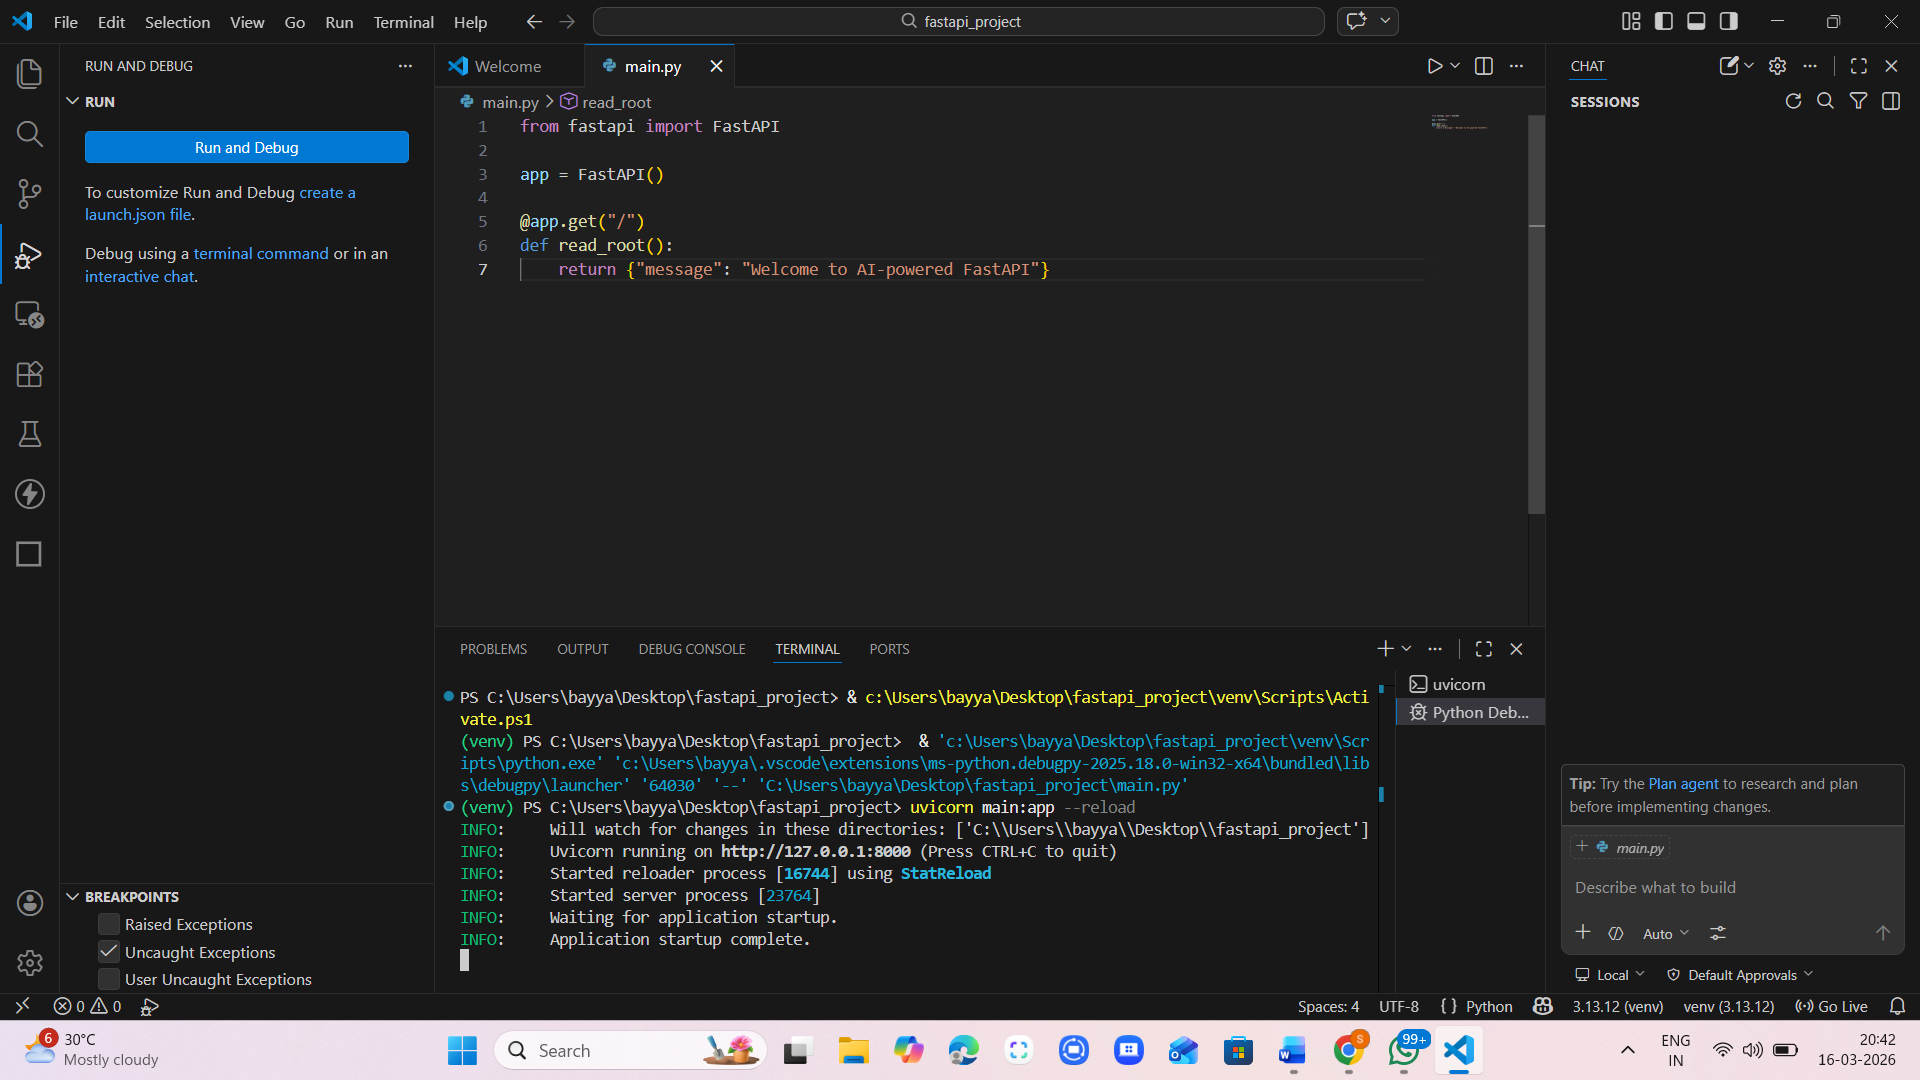 File Edit Selection View Go Run Terminal Help
fastapi_project
RUN AND DEBUG
RUN
Run and Debug
To customize Run and Debug create a
launch.json file.
Debug using a terminal command or in an
interactive chat.
BREAKPOINTS
Raised Exceptions
Uncaught Exceptions
User Uncaught Exceptions
Welcome
main.py
main.py > read_root
1 from fastapi import FastAPI
2
3 app = FastAPI()
4
5 @app.get("/")
6 def read_root():
7 return {"message": "Welcome to AI-powered FastAPI"}
PROBLEMS OUTPUT DEBUG CONSOLE TERMINAL PORTS
PS C:\Users\bayya\Desktop\fastapi_project> & c:\Users\bayya\Desktop\fastapi_project\venv\Scripts\Acti
vate.ps1
(venv) PS C:\Users\bayya\Desktop\fastapi_project> & 'c:\Users\bayya\Desktop\fastapi_project\venv\Scr
ipts\python.exe' 'c:\Users\bayya\.vscode\extensions\ms-python.debugpy-2025.18.0-win32-x64\bundled\lib
s\debugpy\launcher' '64030' '--' 'C:\Users\bayya\Desktop\fastapi_project\main.py'
(venv) PS C:\Users\bayya\Desktop\fastapi_project> uvicorn main:app --reload
INFO: Will watch for changes in these directories: ['C:\\Users\\bayya\\Desktop\\fastapi_project']
INFO: Uvicorn running on http://127.0.0.1:8000 (Press CTRL+C to quit)
INFO: Started reloader process [16744] using StatReload
INFO: Started server process [23764]
INFO: Waiting for application startup.
INFO: Application startup complete.
uvicorn
Python Deb...
CHAT
SESSIONS
Tip: Try the Plan agent to research and plan
before implementing changes.
main.py
Describe what to build
Auto
Local Default Approvals
0 0
Spaces: 4 UTF-8 {} Python 3.13.12 (venv) venv (3.13.12) Go Live
6
30°C
Mostly cloudy
Search
S
99+
ENG
IN
20:42
16-03-2026